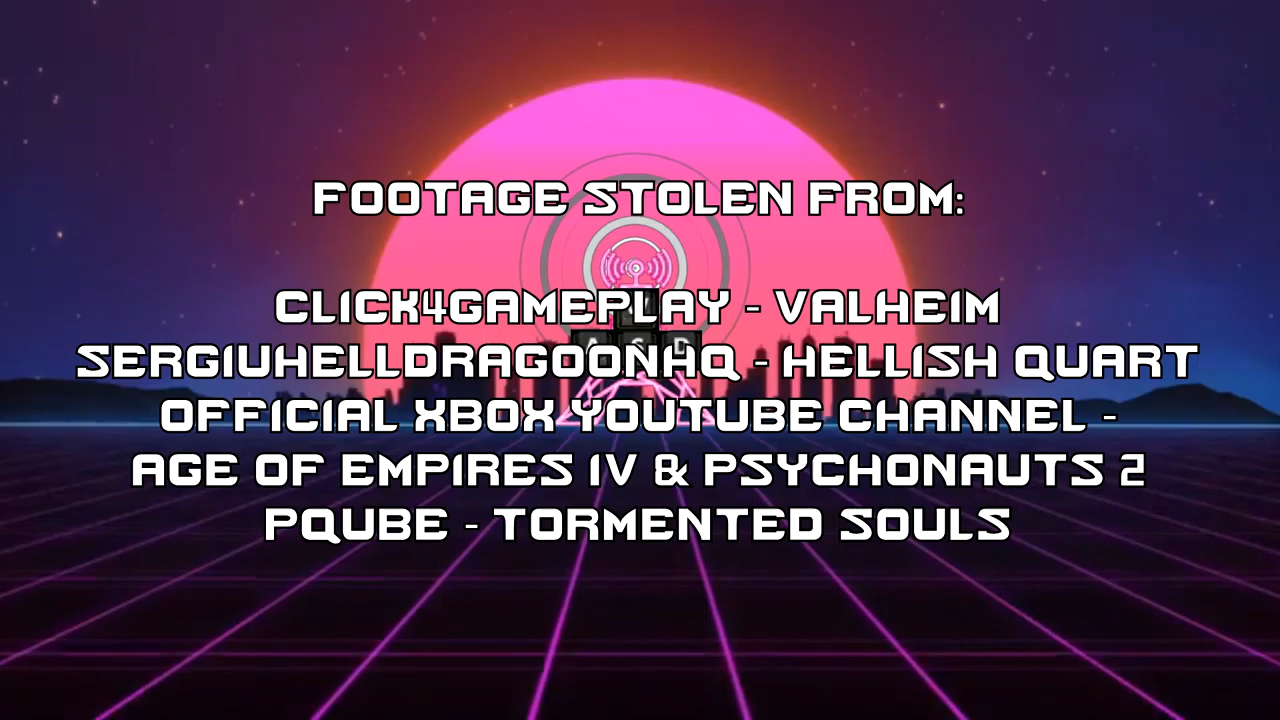 FOOTAGE STOLEN FROM:
CLICK4GAMEPLAY - VALHEIM
SERGIUHELLDRAGOONHQ - HELLISH QUART
OFFICIAL XBOX YOUTUBE CHANNEL -
AGE OF EMPIRES IV & PSYCHONAUTS 2
PQUBE - TORMENTED SOULS